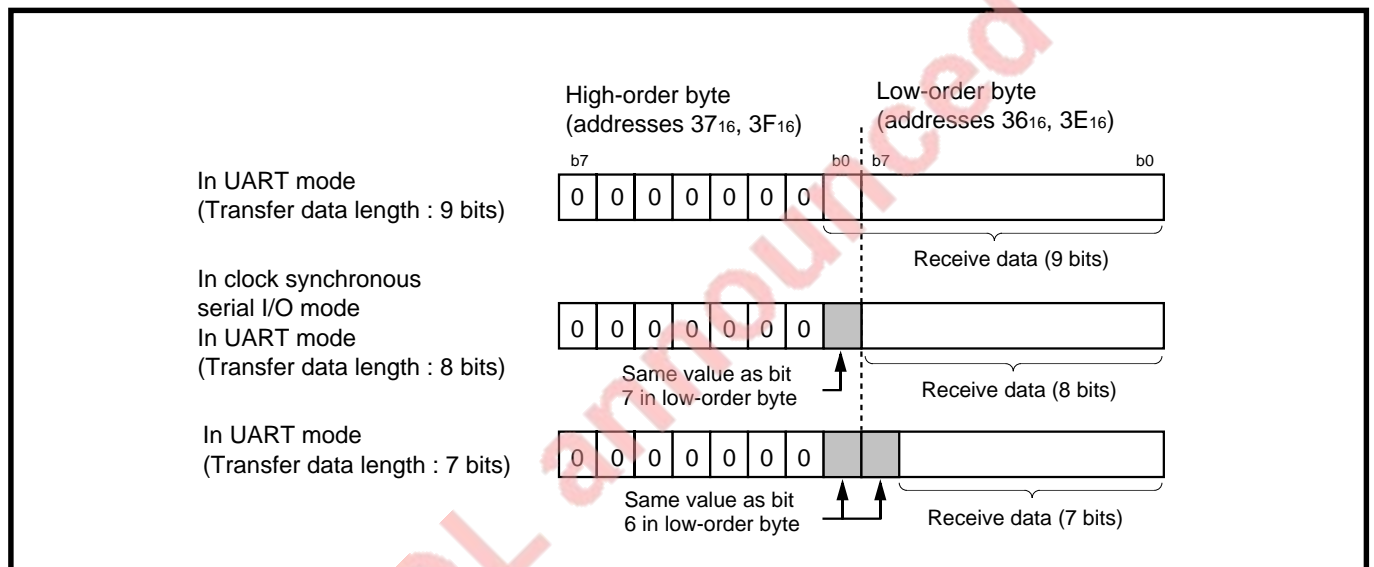 High-order byte
(addresses 37₁₆, 3F₁₆)
Low-order byte
(addresses 36₁₆, 3E₁₆)
b7 b0 b7 b0
In UART mode
(Transfer data length : 9 bits)
0 0 0 0 0 0 0
Receive data (9 bits)
In clock synchronous
serial I/O mode
In UART mode
(Transfer data length : 8 bits)
0 0 0 0 0 0 0
Same value as bit
7 in low-order byte
Receive data (8 bits)
In UART mode
(Transfer data length : 7 bits)
0 0 0 0 0 0 0
Same value as bit
6 in low-order byte
Receive data (7 bits)
announced